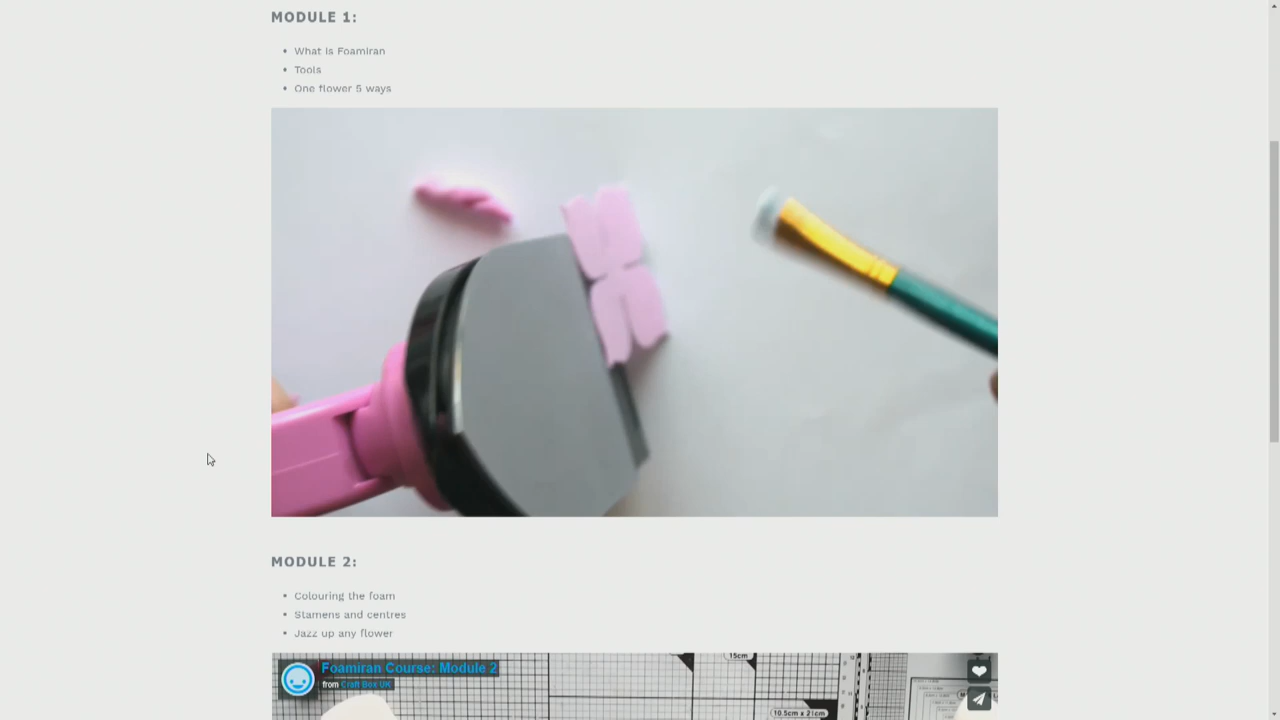 MODULE 1:
• What is Foamiran
• Tools
• One flower 5 ways
MODULE 2:
• Colouring the foam
• Stamens and centres
• Jazz up any flower
Foamiran Course: Module 2
from Craft Box UK
15cm
10.5cm x 21cm